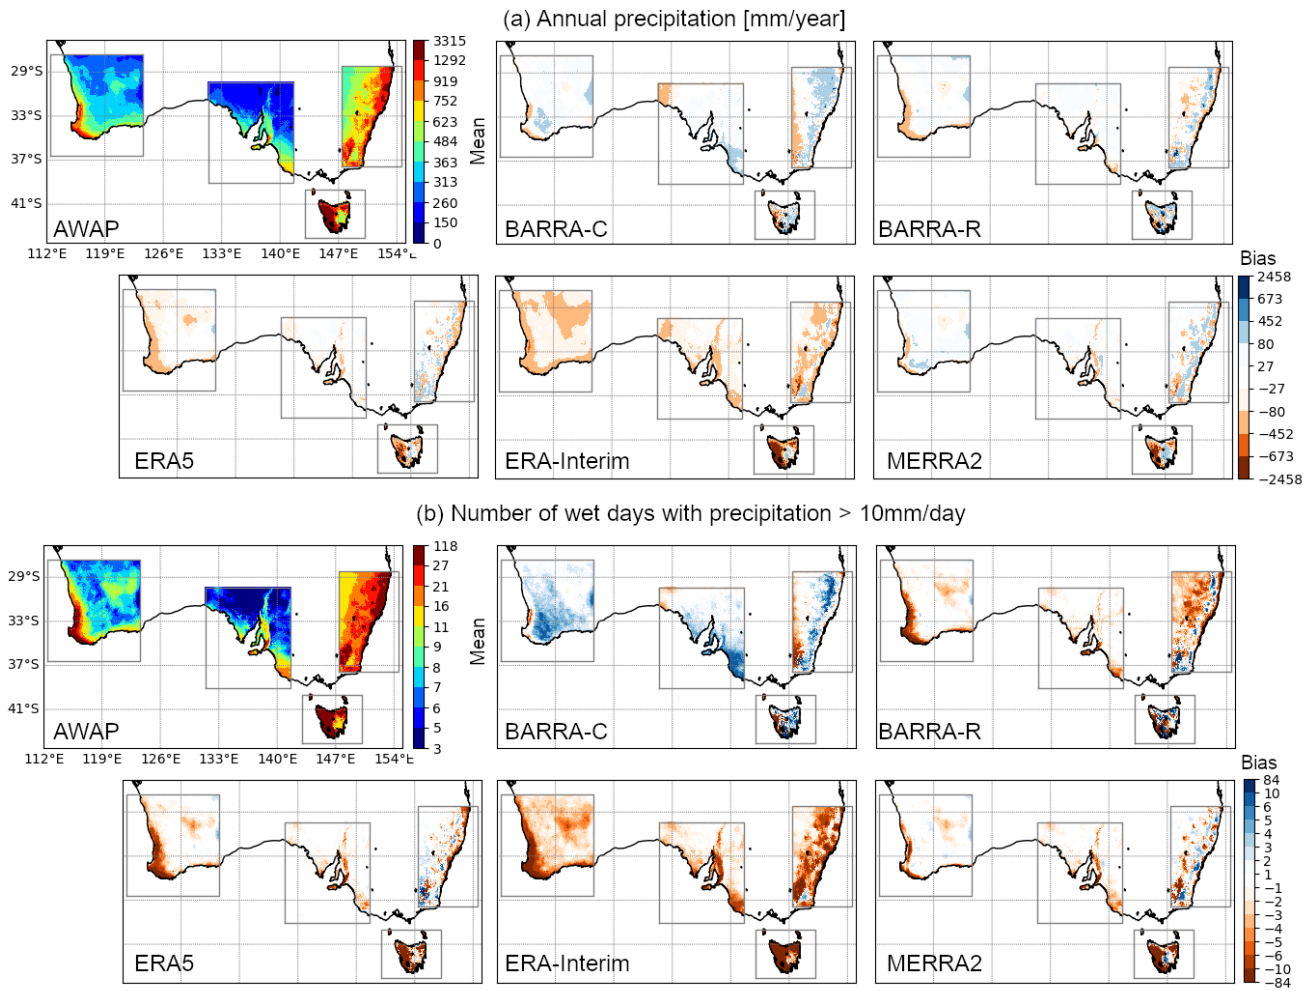 (a) Annual precipitation [mm/year]
3315
1292
919
752
623
484
363
313
260
150
0
Mean
29°S
33°S
37°S
41°S
112°E 119°E 126°E 133°E 140°E 147°E 154°E
AWAP
BARRA-C
BARRA-R
ERA5
ERA-Interim
MERRA2
Bias
2458
673
452
80
27
−27
−80
−452
−673
−2458
(b) Number of wet days with precipitation > 10mm/day
118
27
21
16
11
9
8
7
6
5
3
Mean
29°S
33°S
37°S
41°S
112°E 119°E 126°E 133°E 140°E 147°E 154°E
AWAP
BARRA-C
BARRA-R
ERA5
ERA-Interim
MERRA2
Bias
84
10
6
5
4
3
2
1
−1
−2
−3
−4
−5
−6
−10
−84